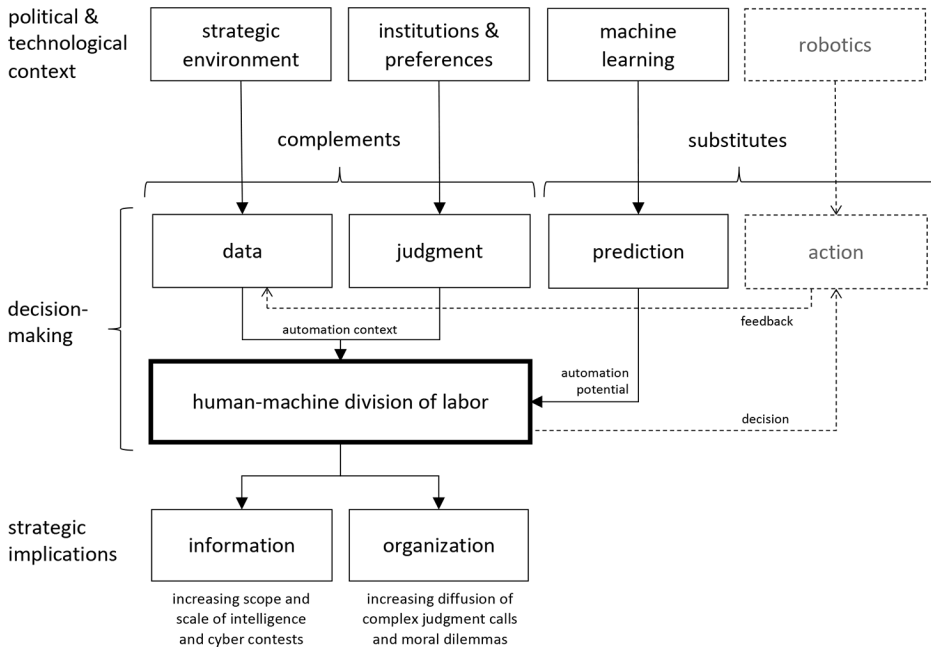 political &
technological
context
strategic
environment
institutions &
preferences
machine
learning
robotics
complements
substitutes
decision-
making
data
judgment
prediction
action
feedback
automation context
automation
potential
human-machine division of labor
decision
strategic
implications
information
organization
increasing scope and
scale of intelligence
and cyber contests
increasing diffusion of
complex judgment calls
and moral dilemmas